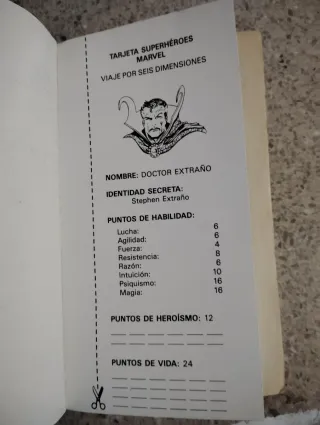 TARJETA SUPERHÉROES
MARVEL
VIAJE POR SEIS DIMENSIONES
NOMBRE: DOCTOR EXTRAÑO
IDENTIDAD SECRETA:
Stephen Extraño
PUNTOS DE HABILIDAD:
Lucha: 6
Agilidad: 6
Fuerza: 4
Resistencia: 8
Razón: 6
Intuición: 10
Psiquismo: 16
Magia: 16
PUNTOS DE HEROÍSMO: 12
PUNTOS DE VIDA: 24